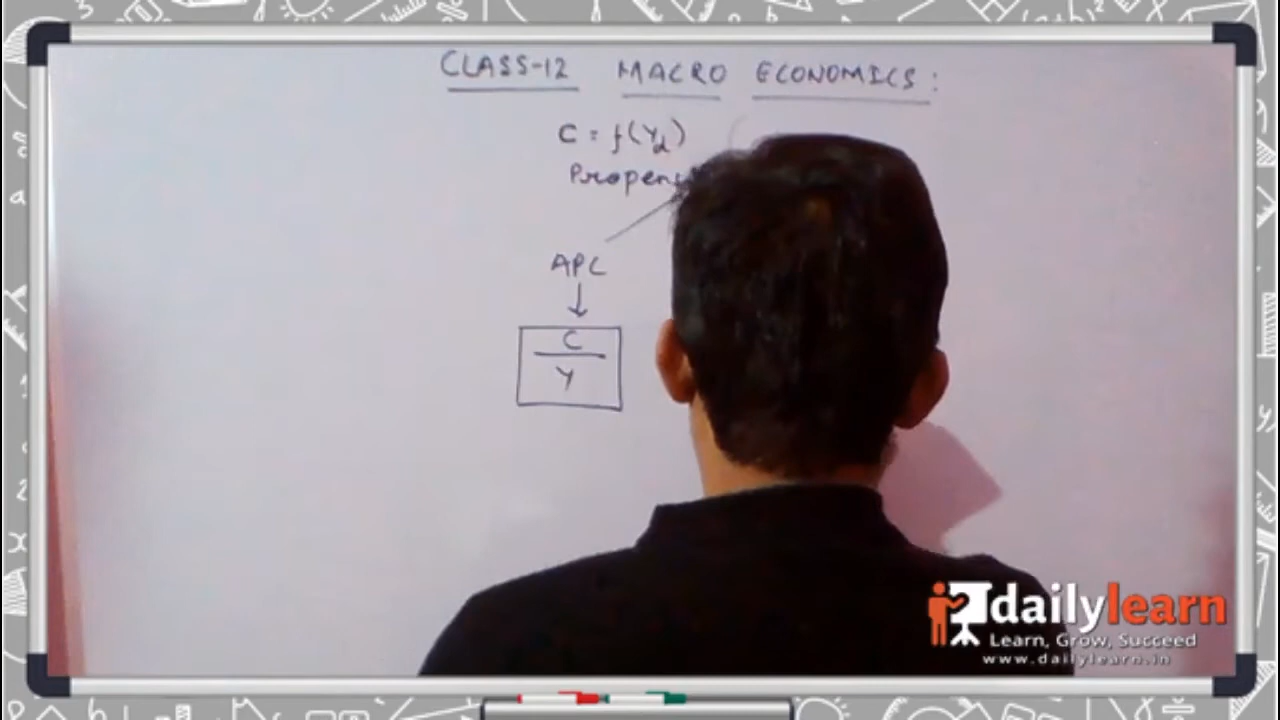 CLASS-12 MACRO ECONOMICS:
C = f(Yd)
APC
C
Y
dailylearn
Learn, Grow, Succeed
www.dailylearn.in